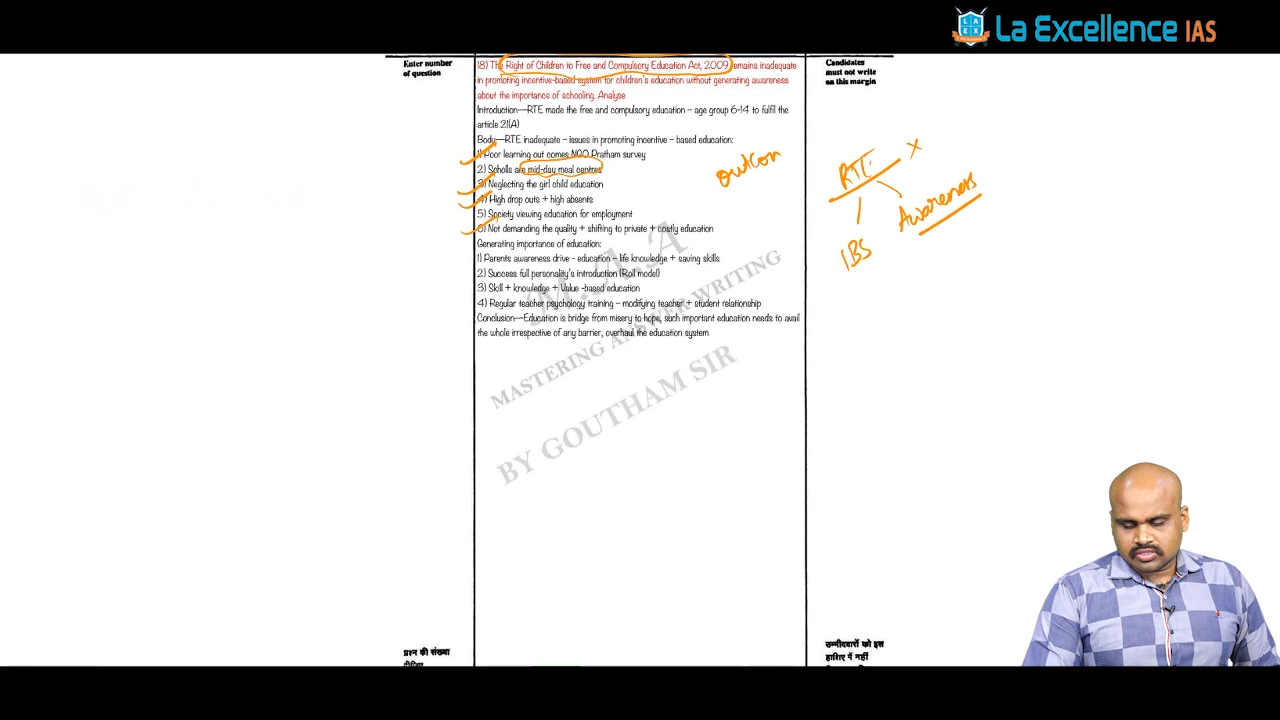 La Excellence IAS
Enter number
of question
18) The Right of Children to Free and Compulsory Education Act, 2009 remains inadequate
in promoting incentive-based system for children's education without generating awareness
about the importance of schooling. Analyse
Introduction—RTE made the free and compulsory education – age group 6-14 to fulfil the
article 21(A)
Body—RTE inadequate – issues in promoting incentive – based education:
1) Poor learning out comes NGO Pratham survey
2) Scholls are mid-day meal centres
3) Neglecting the girl child education
4) High drop outs + high absents
5) Society viewing education for employment
6) Not demanding the quality + shifting to private + costly education
Generating importance of education:
1) Parents awareness drive - education – life knowledge + saving skills
2) Success full personality's introduction (Roll model)
3) Skill + knowledge + Value -based education
4) Regular teacher psychology training – modifying teacher + student relationship
Conclusion—Education is bridge from misery to hope, such important education needs to avail
the whole irrespective of any barrier, overhaul the education system
Candidates
must not write
on this margin
outcom
RTE
Awareness
IBS
M.A.A
MASTERING ANSWER WRITING
BY GOUTHAM SIR
प्रश्न की संख्या
उम्मीदवारों को इस
हाशिए में नहीं